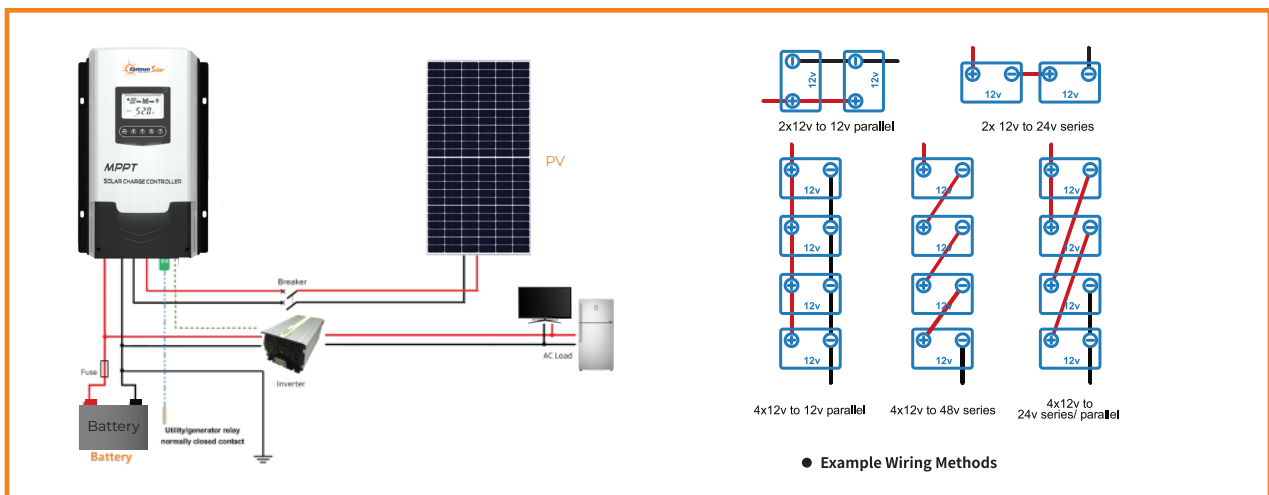 Eastman Solar
520
MPPT
SOLAR CHARGE CONTROLLER
PV
Breaker
Fuse
Inverter
AC Load
Battery
Battery
Utility/generator relay
normally closed contact
12v
12v
2x12v to 12v parallel
12v
12v
2x 12v to 24v series
12v
12v
12v
12v
4x12v to 12v parallel
12v
12v
12v
12v
4x12v to 48v series
12v
12v
12v
12v
4x12v to
24v series/ parallel
● Example Wiring Methods